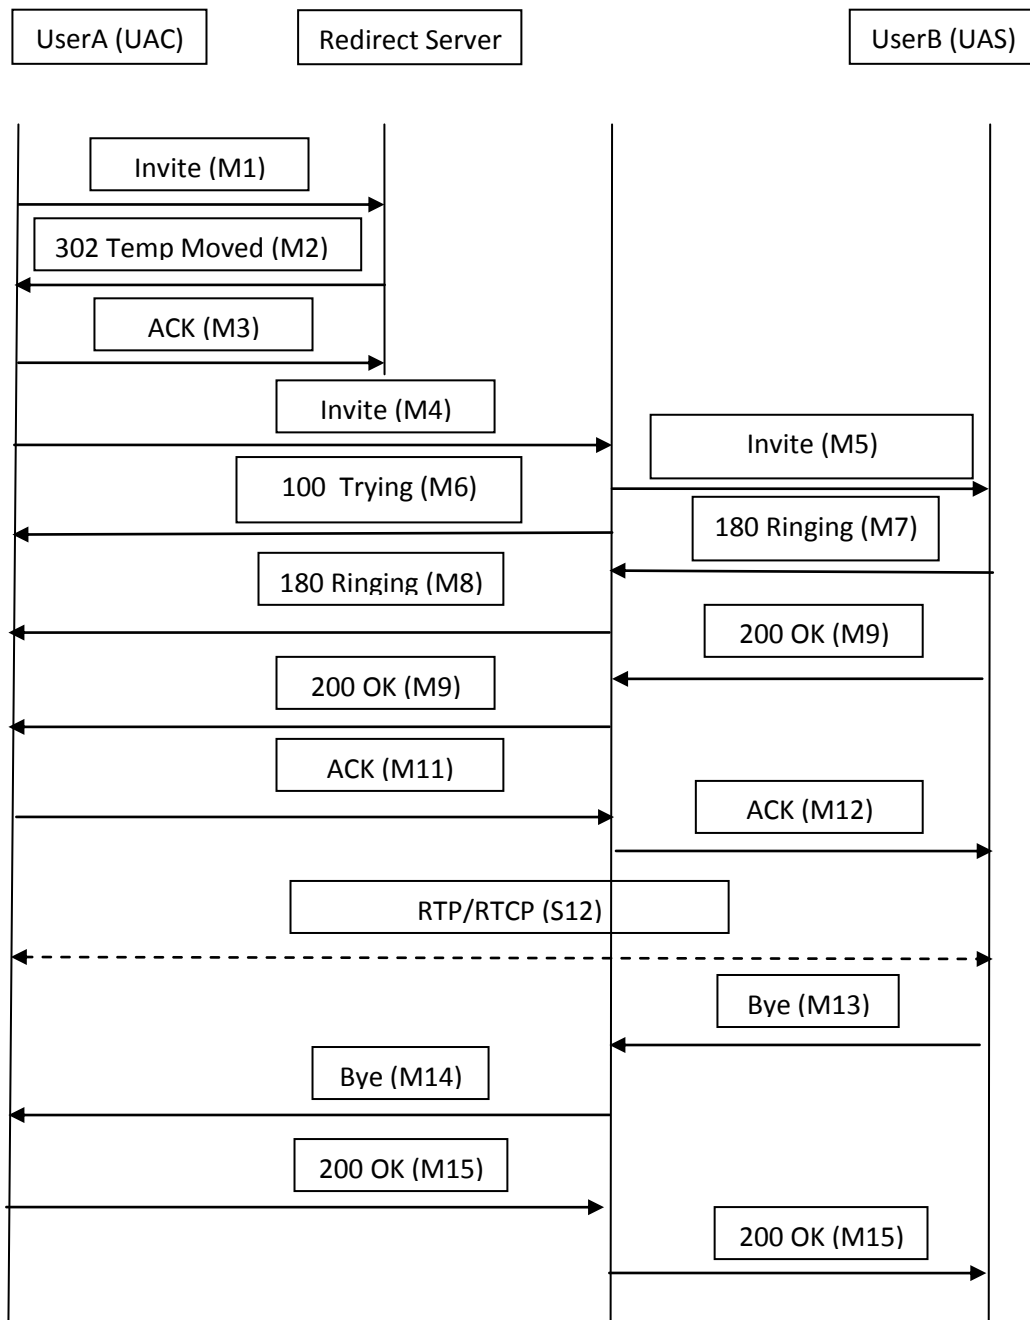 UserA (UAC)
Redirect Server
UserB (UAS)
Invite (M1)
302 Temp Moved (M2)
ACK (M3)
Invite (M4)
Invite (M5)
100 Trying (M6)
180 Ringing (M7)
180 Ringing (M8)
200 OK (M9)
200 OK (M9)
ACK (M11)
ACK (M12)
RTP/RTCP (S12)
Bye (M13)
Bye (M14)
200 OK (M15)
200 OK (M15)